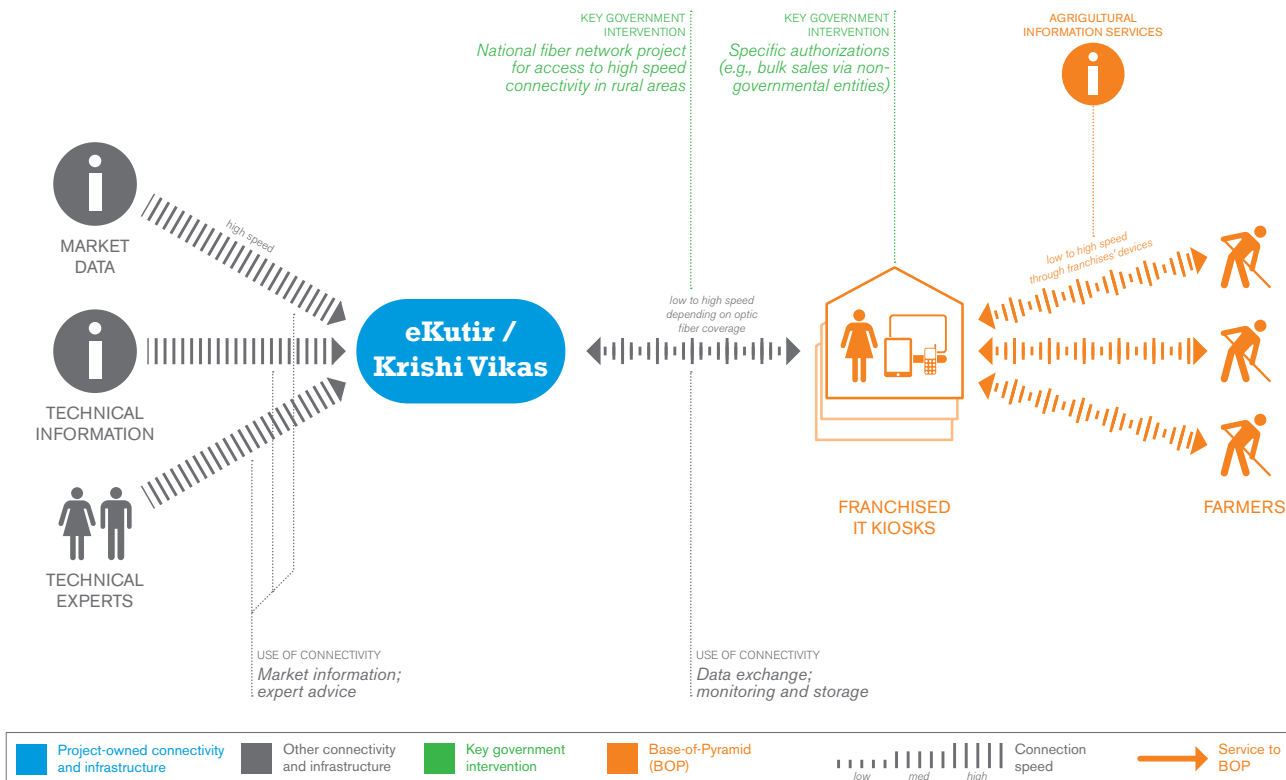 KEY GOVERNMENT
INTERVENTION
National fiber network project
for access to high speed
connectivity in rural areas
KEY GOVERNMENT
INTERVENTION
Specific authorizations
(e.g., bulk sales via non-
governmental entities)
AGRIGULTURAL
INFORMATION SERVICES
MARKET
DATA
high speed
TECHNICAL
INFORMATION
TECHNICAL
EXPERTS
eKutir /
Krishi Vikas
low to high speed
depending on optic
fiber coverage
low to high speed
through franchises' devices
FRANCHISED
IT KIOSKS
FARMERS
USE OF CONNECTIVITY
Market information;
expert advice
USE OF CONNECTIVITY
Data exchange;
monitoring and storage
Project-owned connectivity
and infrastructure
Other connectivity
and infrastructure
Key government
intervention
Base-of-Pyramid
(BOP)
low med high
Connection
speed
Service to
BOP